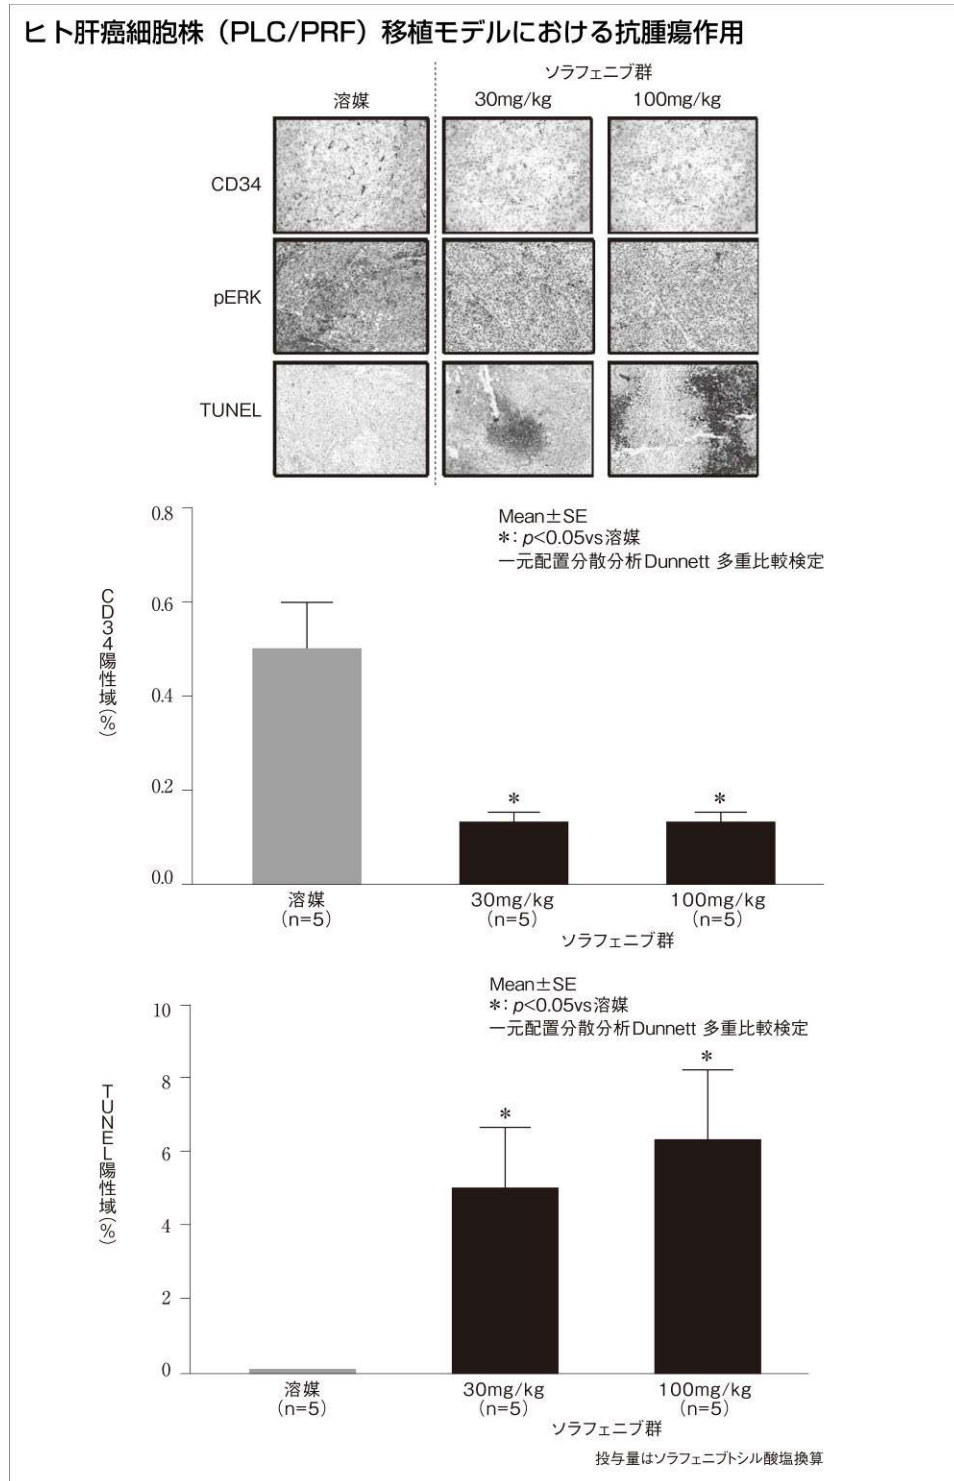 ヒト肝癌細胞株（PLC/PRF）移植モデルにおける抗腫瘍作用
ソラフェニブ群
溶媒 30mg/kg 100mg/kg
CD34
pERK
TUNEL
Mean±SE
*：p<0.05vs溶媒
一元配置分散分析Dunnett 多重比較検定
CD34陽性域(%)
0.8
0.6
0.4
0.2
0.0
* *
溶媒 30mg/kg 100mg/kg
（n=5） （n=5） （n=5）
ソラフェニブ群
Mean±SE
*：p<0.05vs溶媒
一元配置分散分析Dunnett 多重比較検定
TUNEL陽性域(%)
10
8
6
4
2
0
* *
溶媒 30mg/kg 100mg/kg
（n=5） （n=5） （n=5）
ソラフェニブ群
投与量はソラフェニブトシル酸塩換算